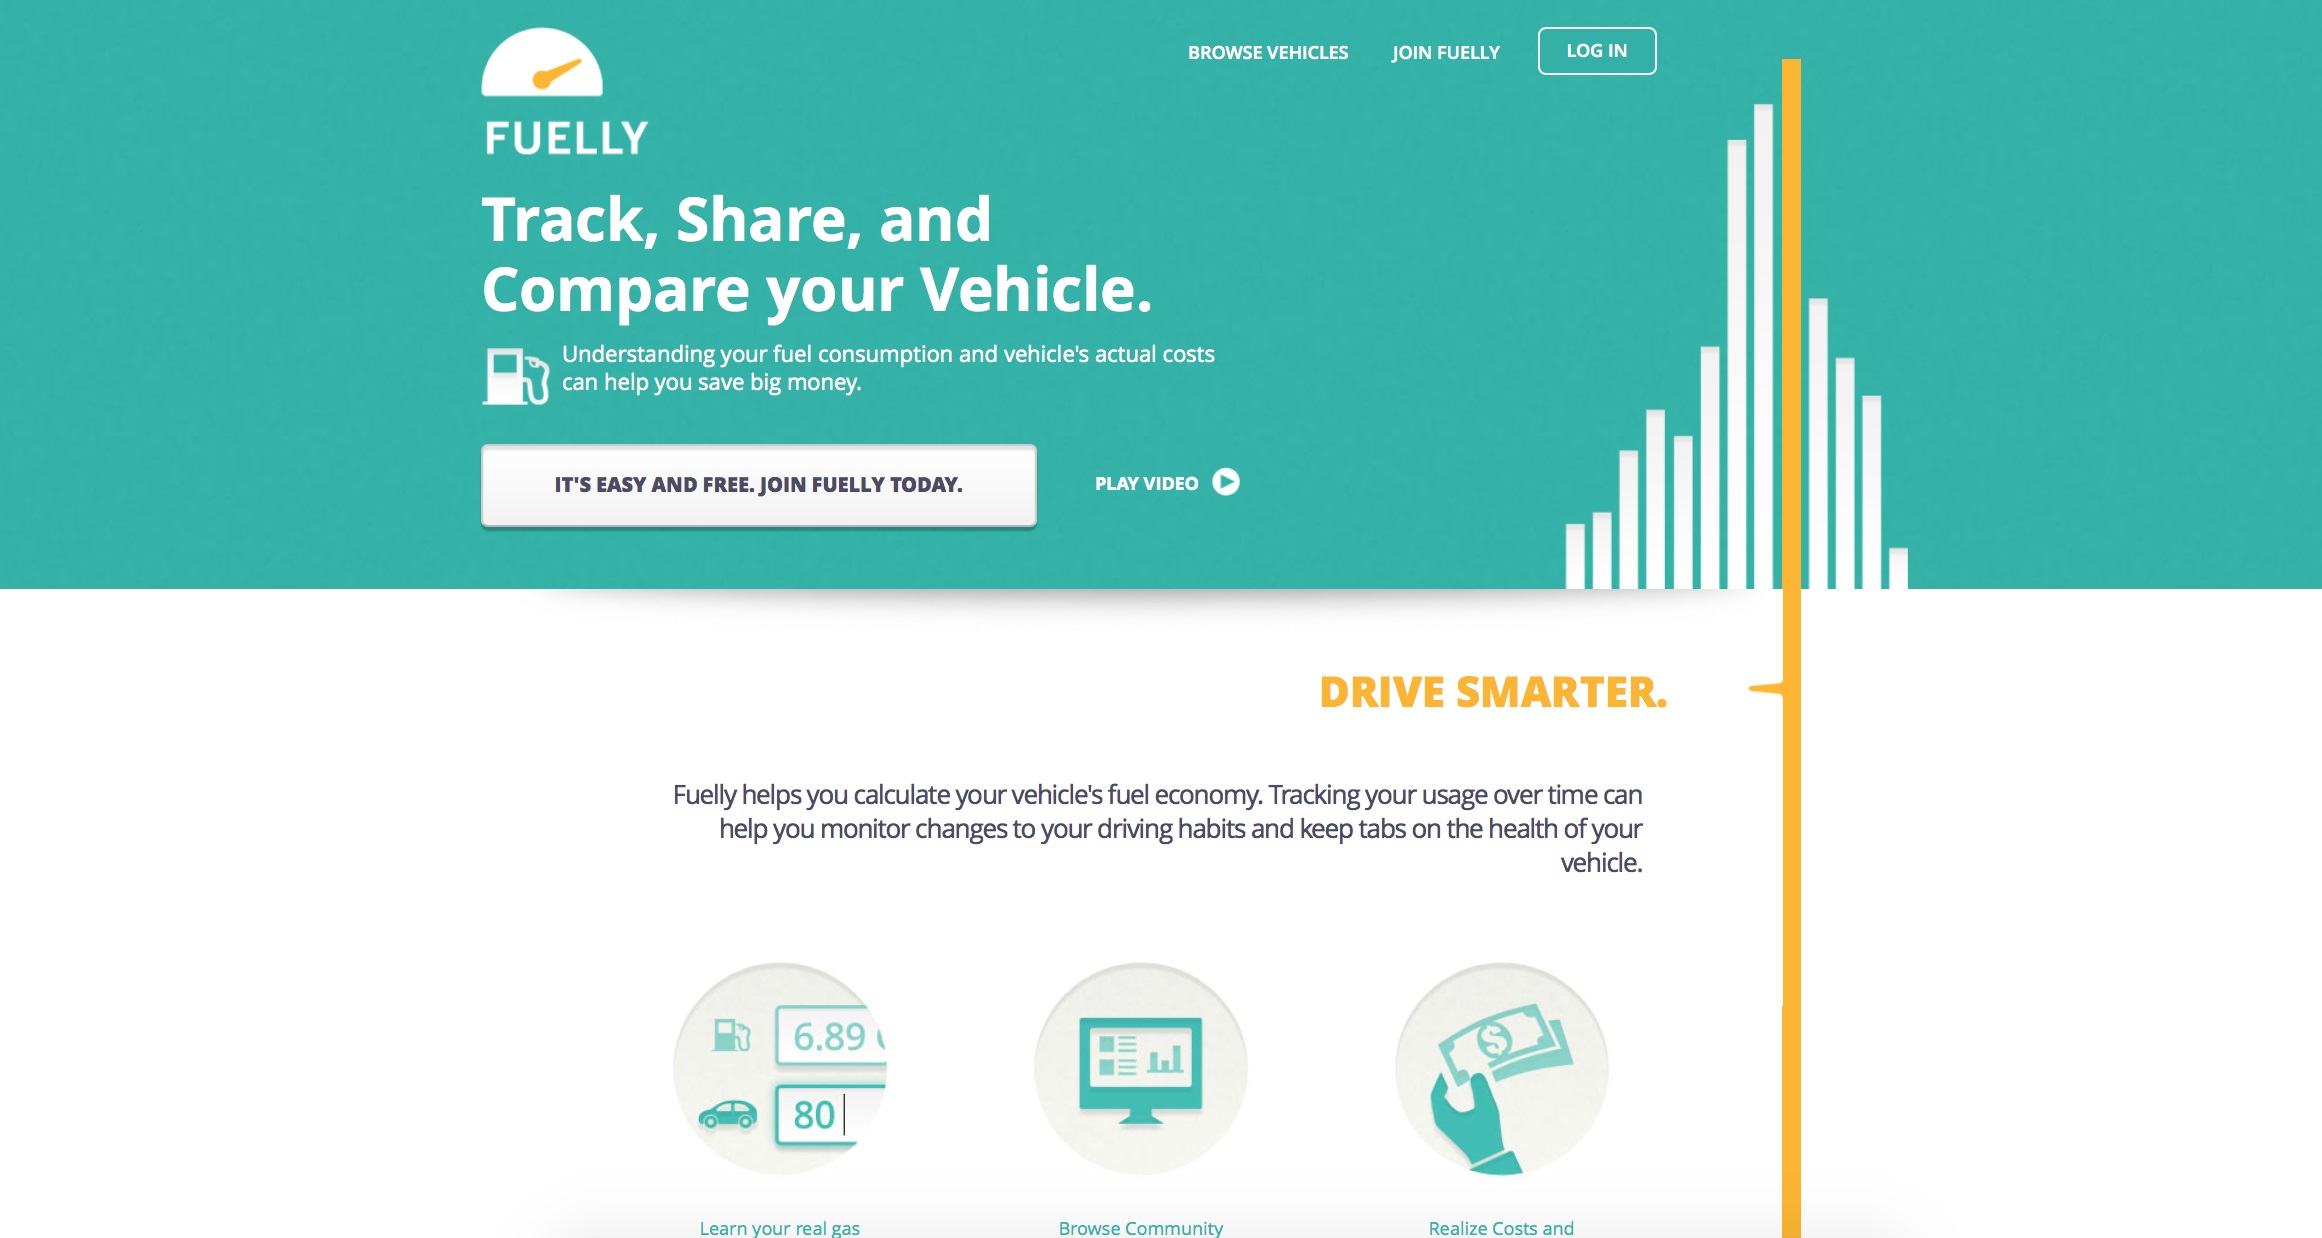 BROWSE VEHICLES
JOIN FUELLY
LOG IN
FUELLY
Track, Share, and
Compare your Vehicle.
Understanding your fuel consumption and vehicle's actual costs
can help you save big money.
IT'S EASY AND FREE. JOIN FUELLY TODAY.
PLAY VIDEO
DRIVE SMARTER.
Fuelly helps you calculate your vehicle's fuel economy. Tracking your usage over time can
help you monitor changes to your driving habits and keep tabs on the health of your
vehicle.
6.89
80
$
Learn your real gas
Browse Community
Realize Costs and